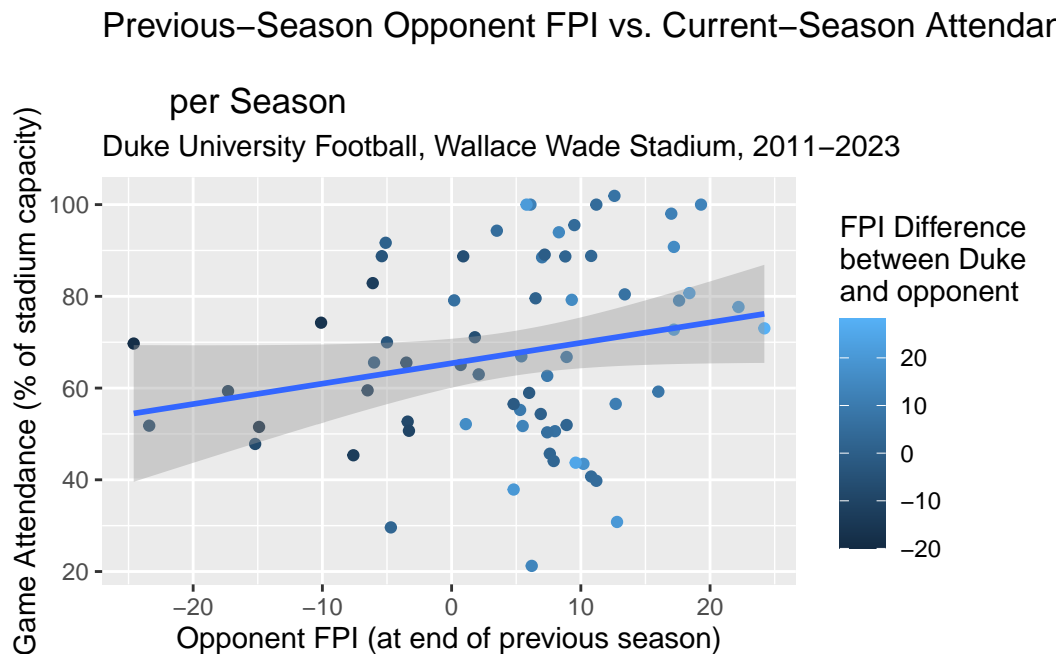 Previous−Season Opponent FPI vs. Current−Season Attendan
per Season
Duke University Football, Wallace Wade Stadium, 2011−2023
Game Attendance (% of stadium capacity)
100
80
60
40
20
−20
−10
0
10
20
Opponent FPI (at end of previous season)
FPI Difference
between Duke
and opponent
20
10
0
−10
−20